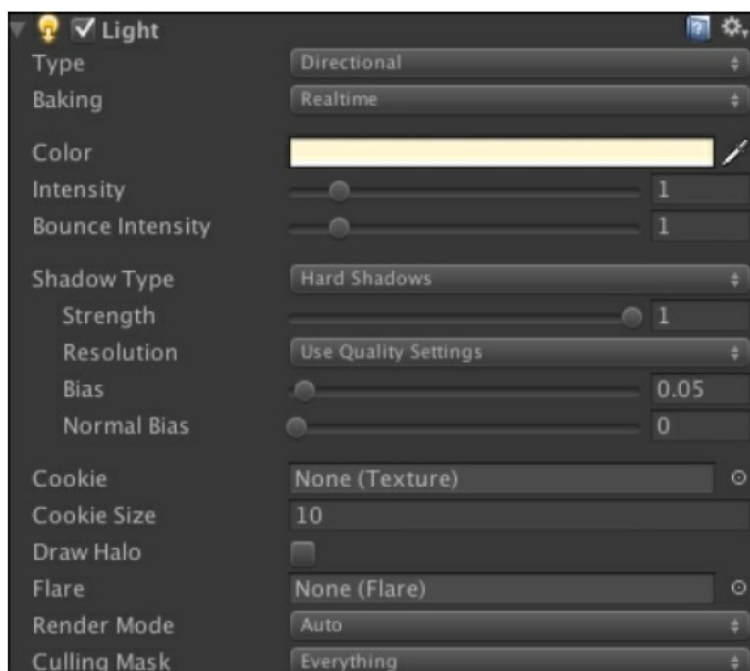 Light
Type Directional
Baking Realtime
Color
Intensity 1
Bounce Intensity 1
Shadow Type Hard Shadows
Strength 1
Resolution Use Quality Settings
Bias 0.05
Normal Bias 0
Cookie None (Texture)
Cookie Size 10
Draw Halo
Flare None (Flare)
Render Mode Auto
Culling Mask Everything